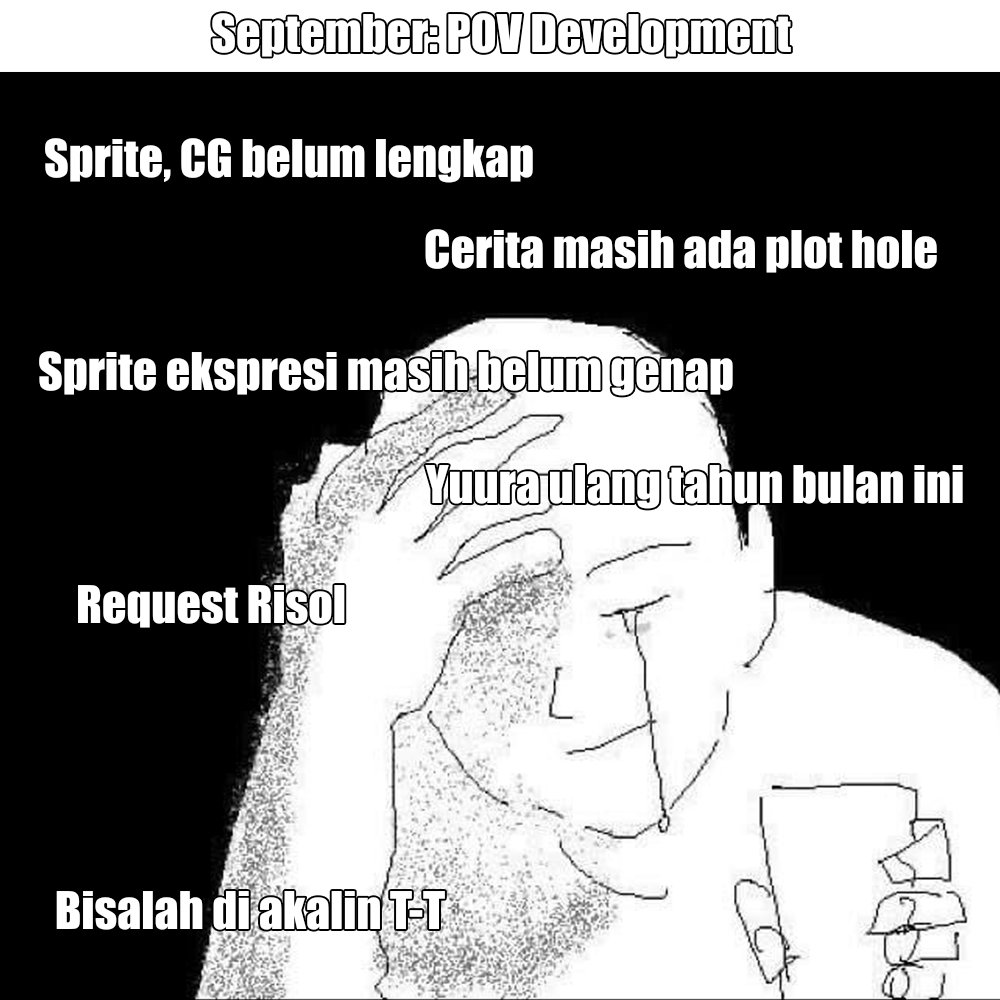 September: POV Development
Sprite, CG belum lengkap
Cerita masih ada plot hole
Sprite ekspresi masih belum genap
Yuura ulang tahun bulan ini
Request Risol
Bisalah di akalin T-T